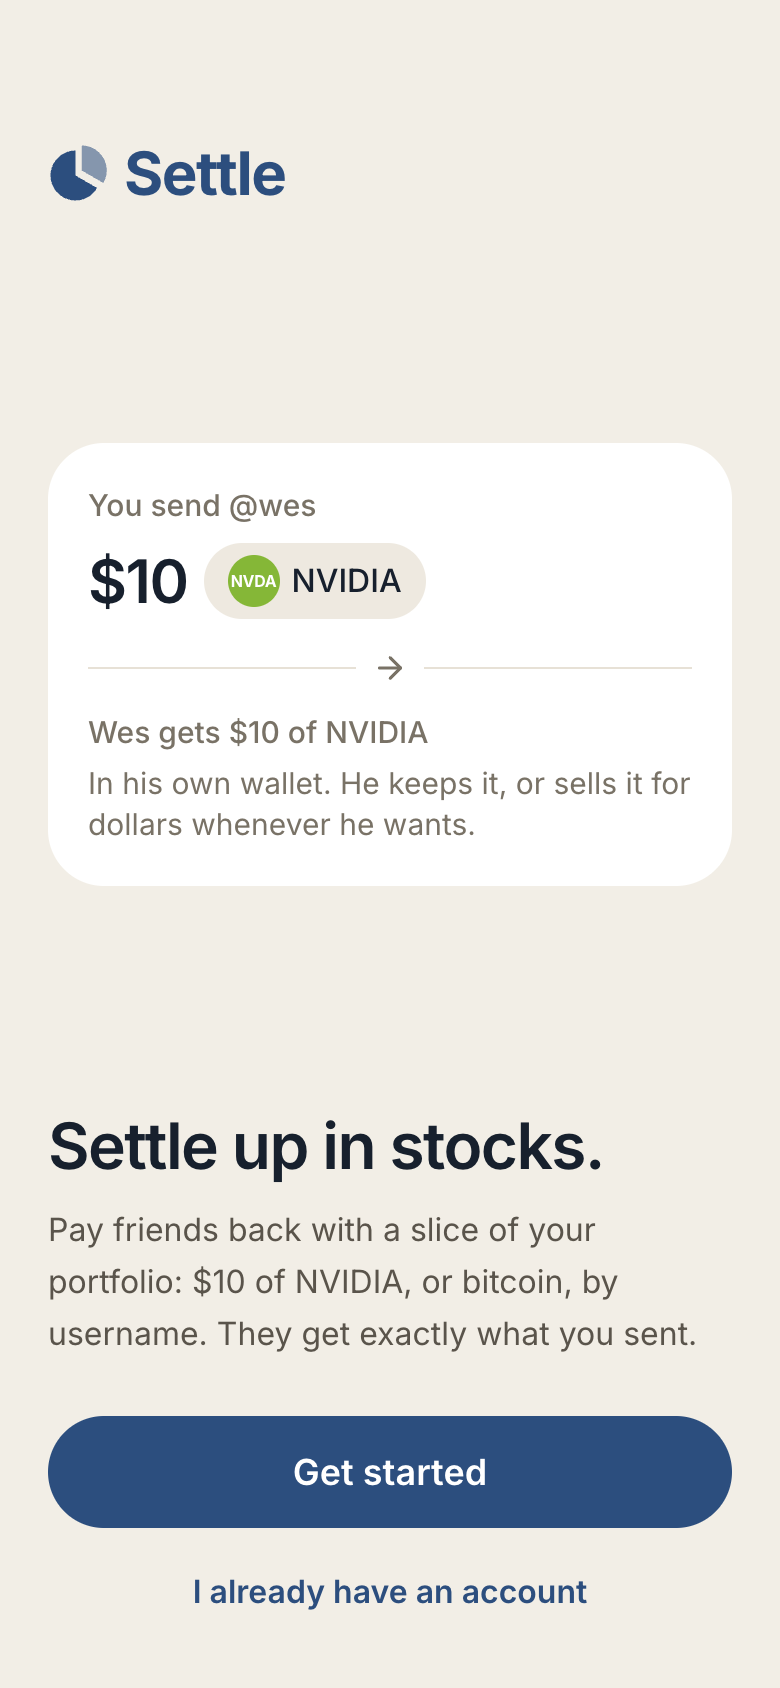 Settle
You send @wes
$10 NVDA NVIDIA
Wes gets $10 of NVIDIA
In his own wallet. He keeps it, or sells it for
dollars whenever he wants.
Settle up in stocks.
Pay friends back with a slice of your
portfolio: $10 of NVIDIA, or bitcoin, by
username. They get exactly what you sent.
Get started
I already have an account